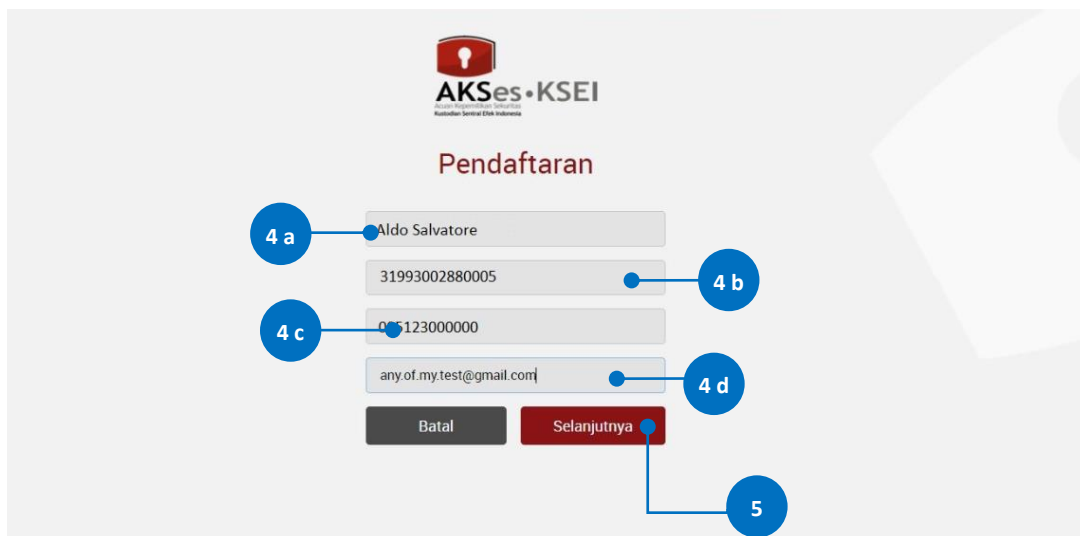 AKSes•KSEI
Acuan Kepemilikan Sekuritas
Kustodian Sentral Efek Indonesia
Pendaftaran
4 a
Aldo Salvatore
31993002880005
4 b
4 c
123000000
any.of.my.test@gmail.com
4 d
Batal
Selanjutnya
5